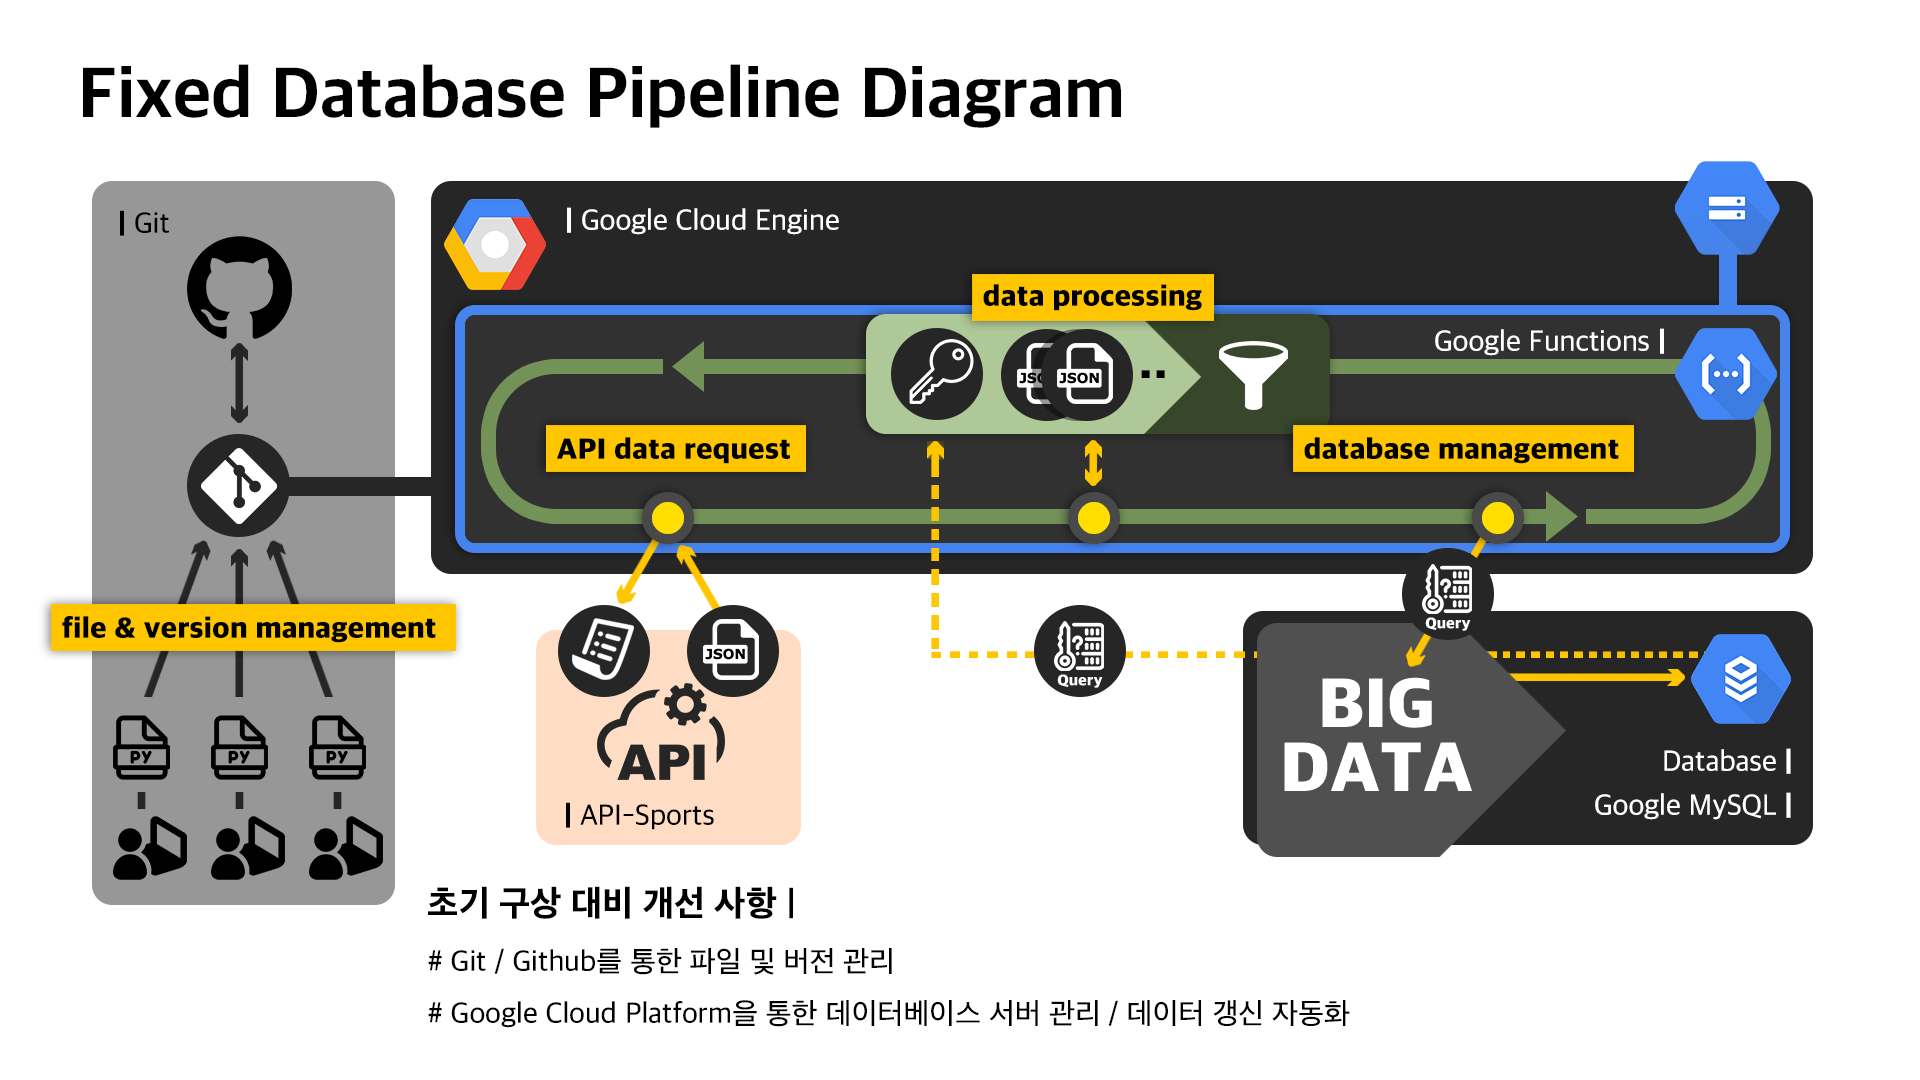 Fixed Database Pipeline Diagram
| Git
| Google Cloud Engine
data processing
Google Functions |
JSON
JSON
..
API data request
database management
file & version management
Query
Query
JSON
BIG
DATA
API
PY
PY
PY
Database |
Google MySQL |
| API-Sports
초기 구상 대비 개선 사항 |
# Git / Github를 통한 파일 및 버전 관리
# Google Cloud Platform을 통한 데이터베이스 서버 관리 / 데이터 갱신 자동화